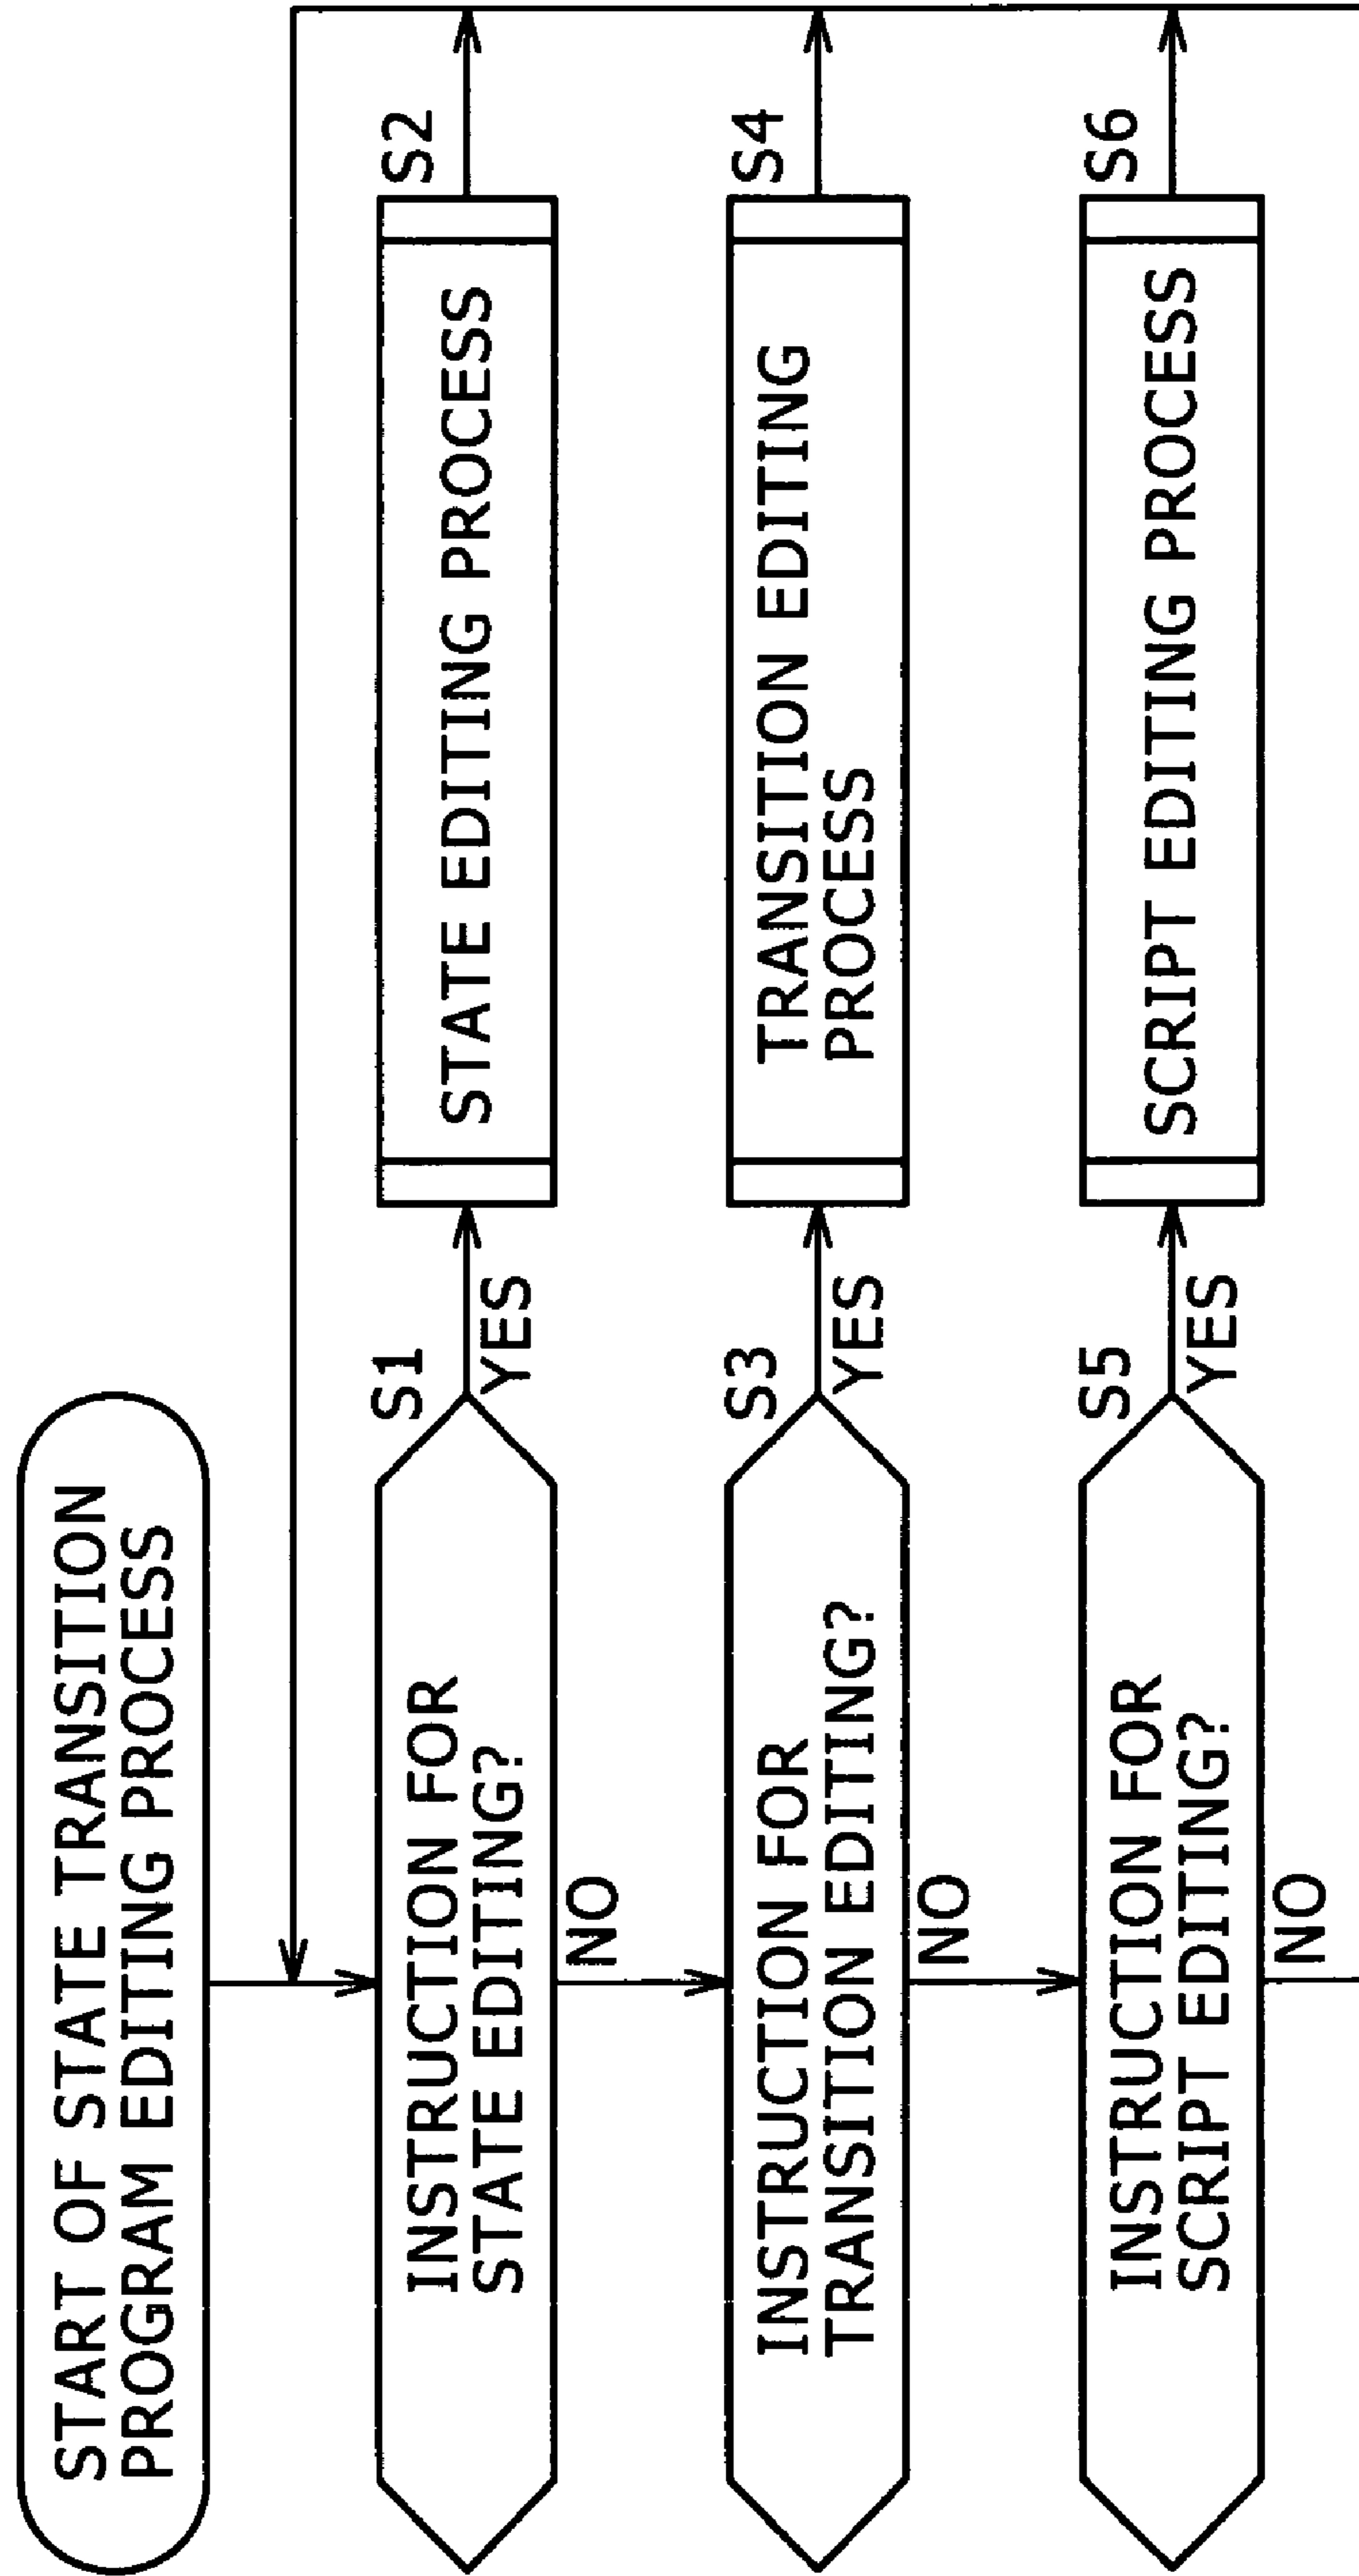 START OF STATE TRANSITION
PROGRAM EDITING PROCESS
S1
INSTRUCTION FOR
STATE EDITING?
YES
NO
S2
STATE EDITING PROCESS
S3
INSTRUCTION FOR
TRANSITION EDITING?
YES
NO
S4
TRANSITION EDITING
PROCESS
S5
INSTRUCTION FOR
SCRIPT EDITING?
YES
NO
S6
SCRIPT EDITING PROCESS